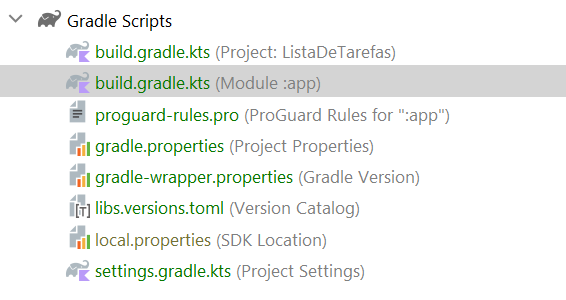 Gradle Scripts
build.gradle.kts (Project: ListaDeTarefas)
build.gradle.kts (Module :app)
proguard-rules.pro (ProGuard Rules for ":app")
gradle.properties (Project Properties)
gradle-wrapper.properties (Gradle Version)
libs.versions.toml (Version Catalog)
local.properties (SDK Location)
settings.gradle.kts (Project Settings)